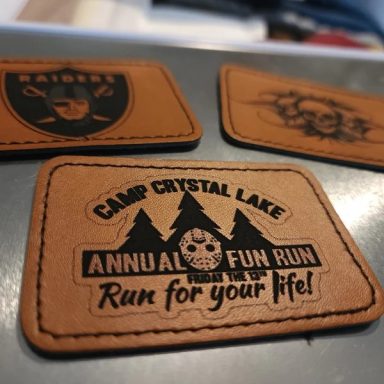 RAIDERS
CAMP CRYSTAL LAKE
ANNUAL FUN RUN
FRIDAY THE 13TH
Run for your life!